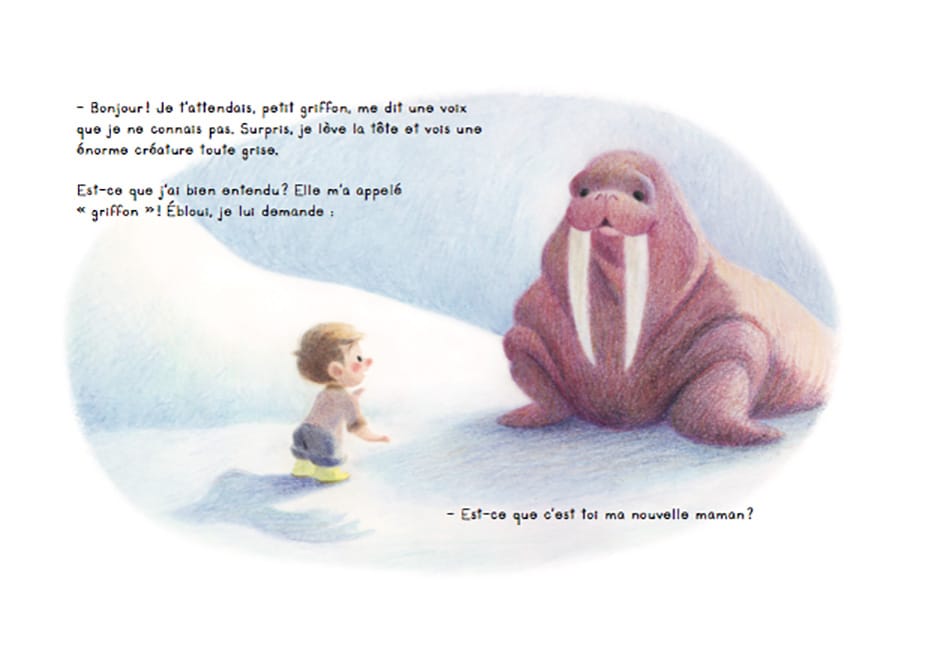 - Bonjour! Je t'attendais, petit griffon, me dit une voix
que je ne connais pas. Surpris, je lève la tête et vois une
énorme créature toute grise.
Est-ce que j'ai bien entendu? Elle m'a appelé
« griffon »! Ébloui, je lui demande :
- Est-ce que c'est toi ma nouvelle maman?